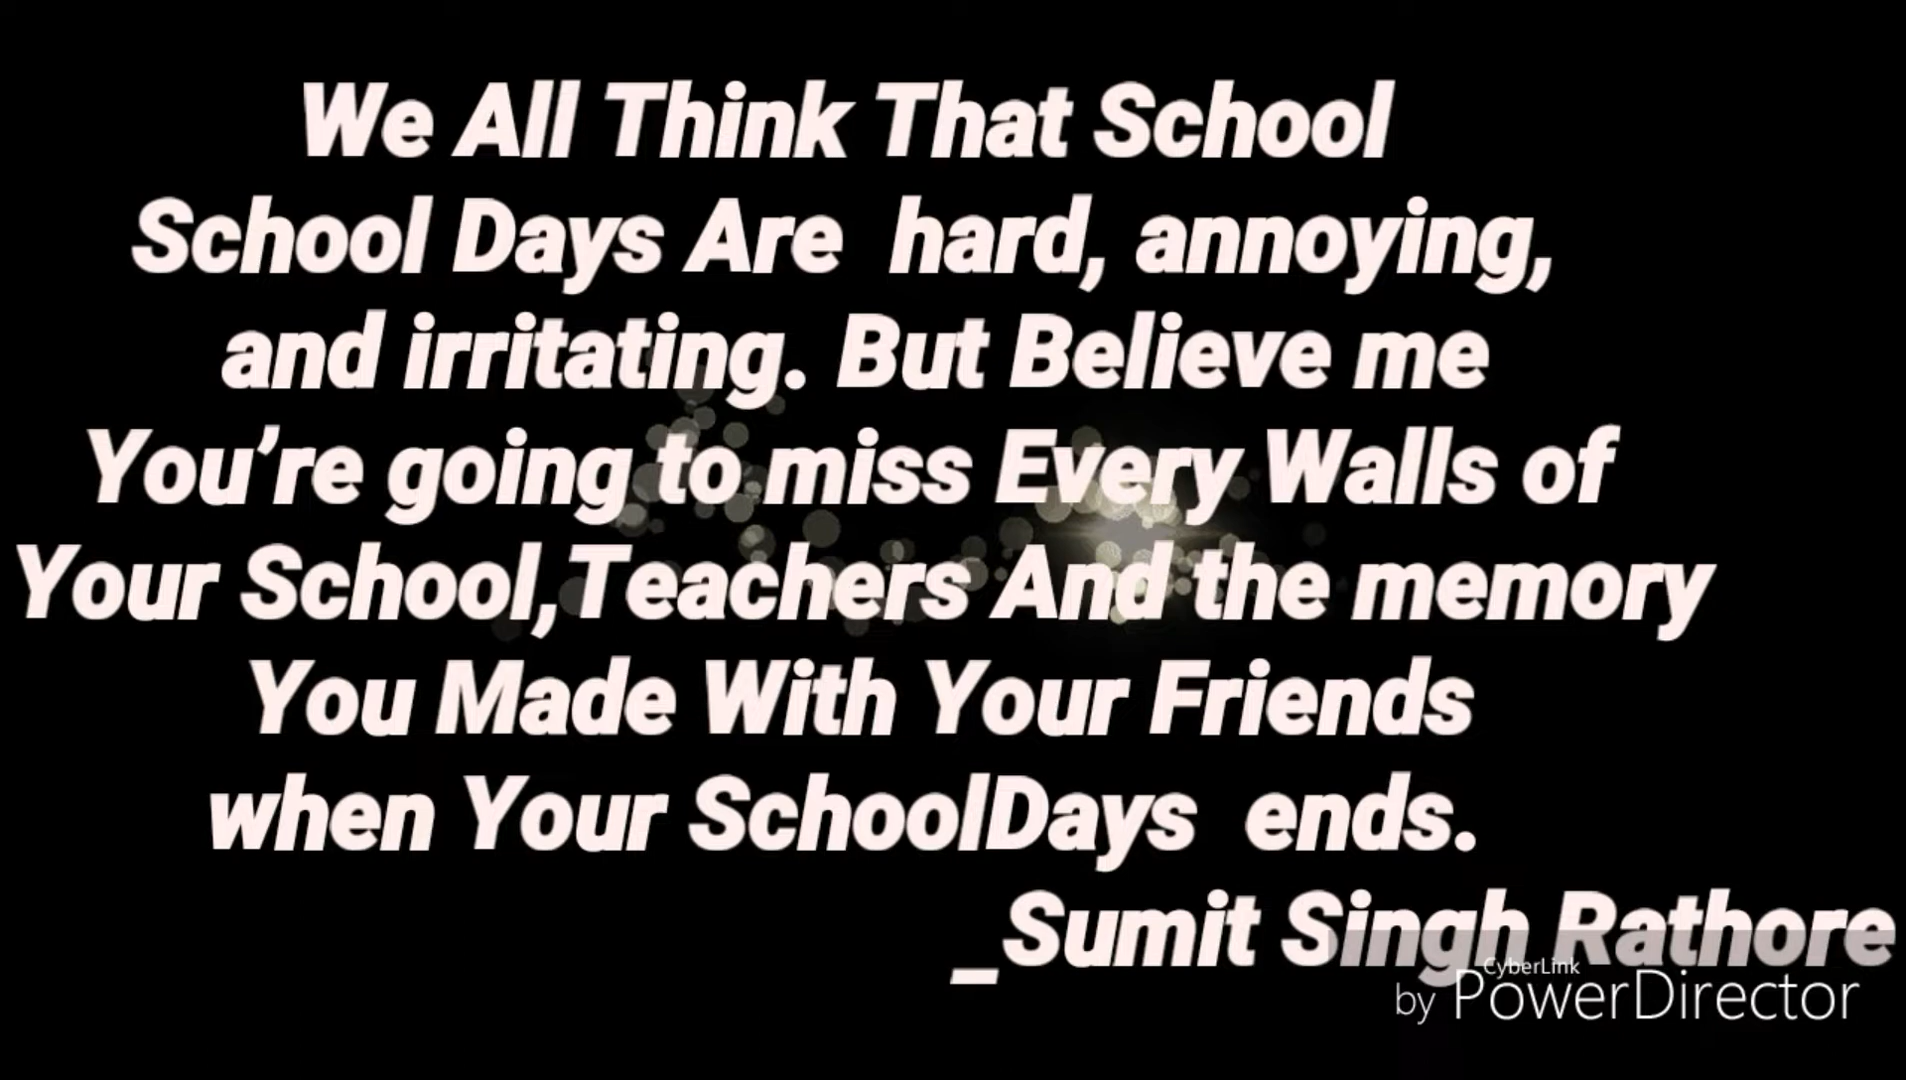 We All Think That School
School Days Are  hard, annoying,
and irritating. But Believe me
You’re going to miss Every Walls of
Your School,Teachers And the memory
You Made With Your Friends
when Your SchoolDays  ends.
_Sumit Singh Rathore
CyberLink
by PowerDirector